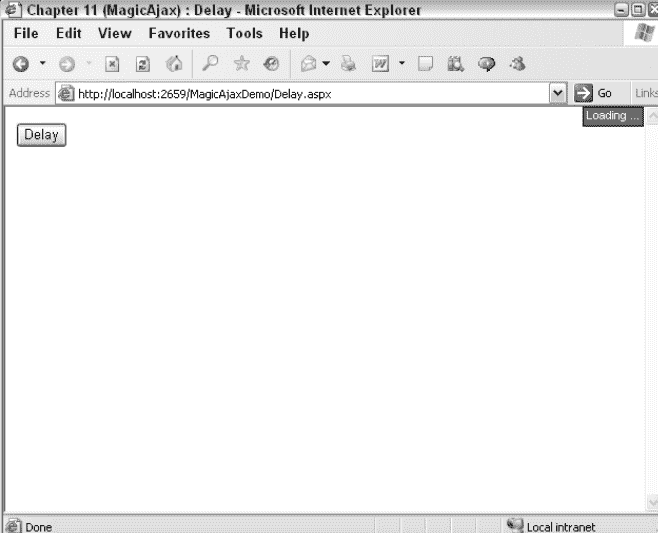 Chapter 11 (MagicAjax) : Delay - Microsoft Internet Explorer
File Edit View Favorites Tools Help
Address http://localhost:2659/MagicAjaxDemo/Delay.aspx Go Links
Loading ...
Delay
Done Local intranet